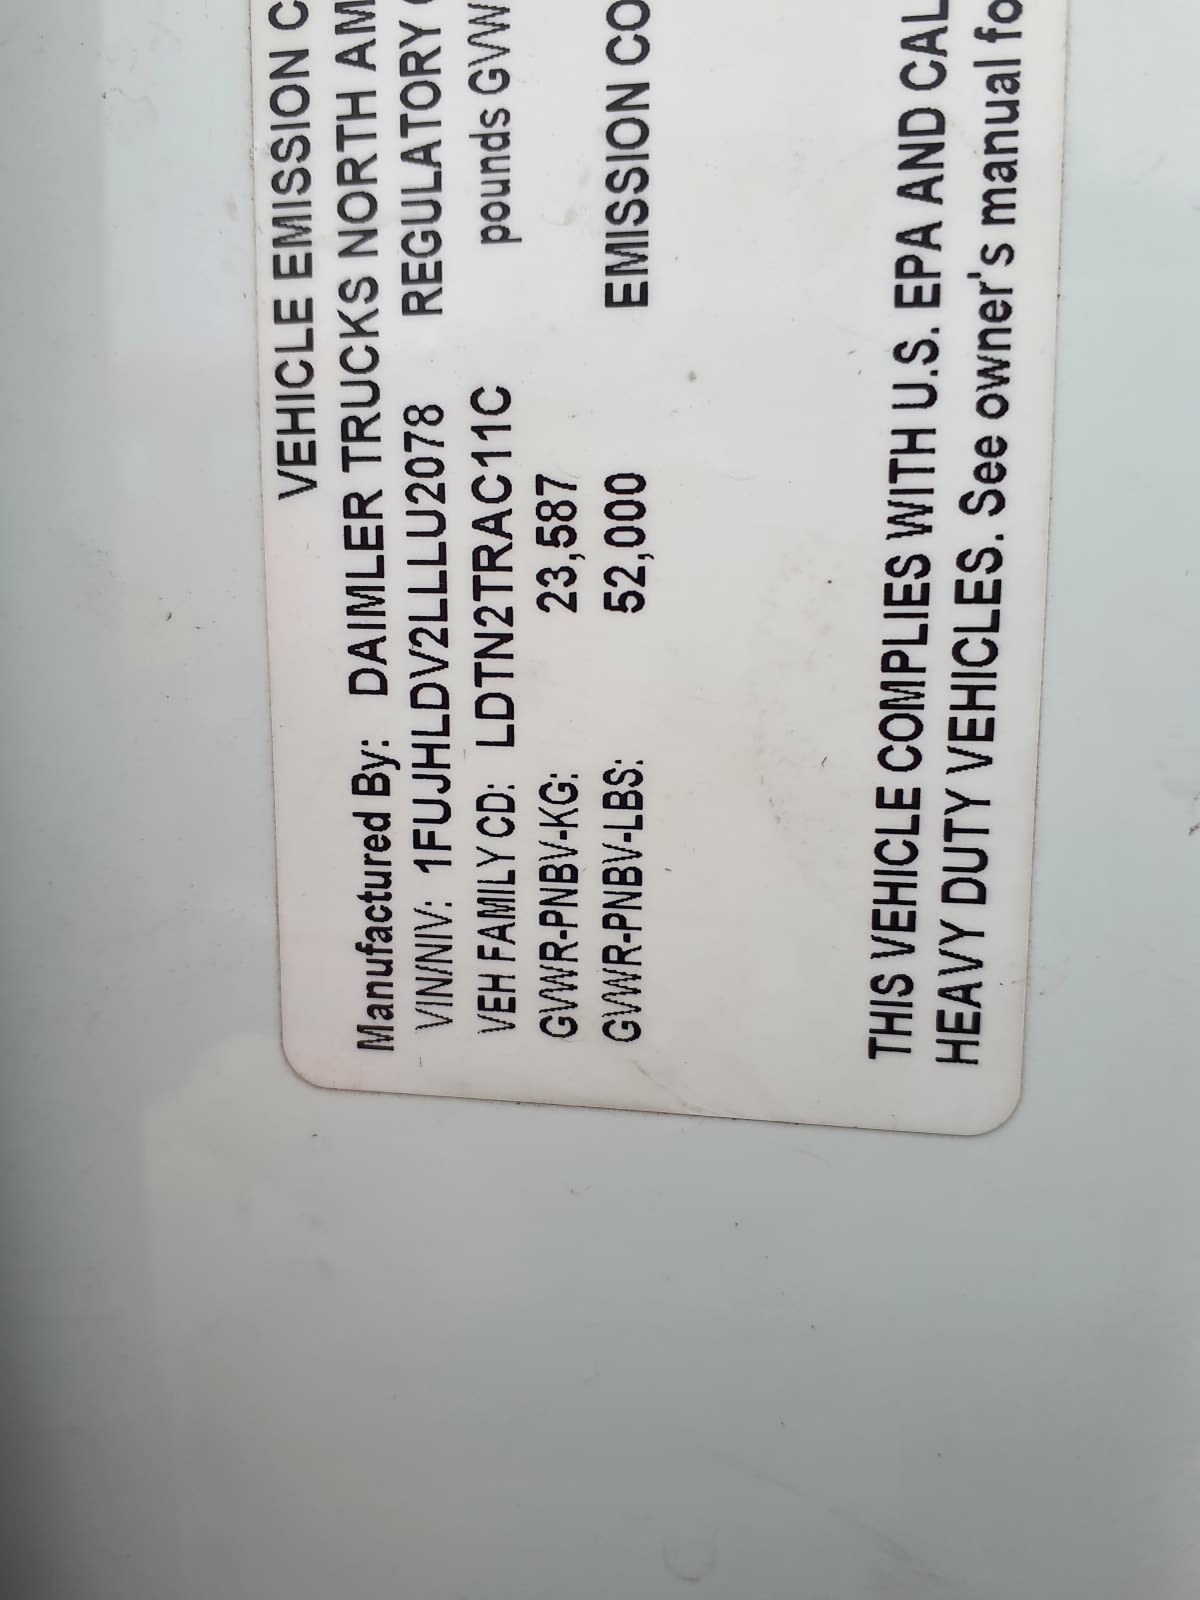 VEHICLE EMISSION C
Manufactured By: DAIMLER TRUCKS NORTH AM
VIN/NIV: 1FUJHLDV2LLLU2078 REGULATORY
VEH FAMILY CD: LDTN2TRAC11C pounds GVW
GVWR-PNBV-KG: 23,587
GVWR-PNBV-LBS: 52,000 EMISSION CO
THIS VEHICLE COMPLIES WITH U.S. EPA AND CAL
HEAVY DUTY VEHICLES. See owner's manual fo